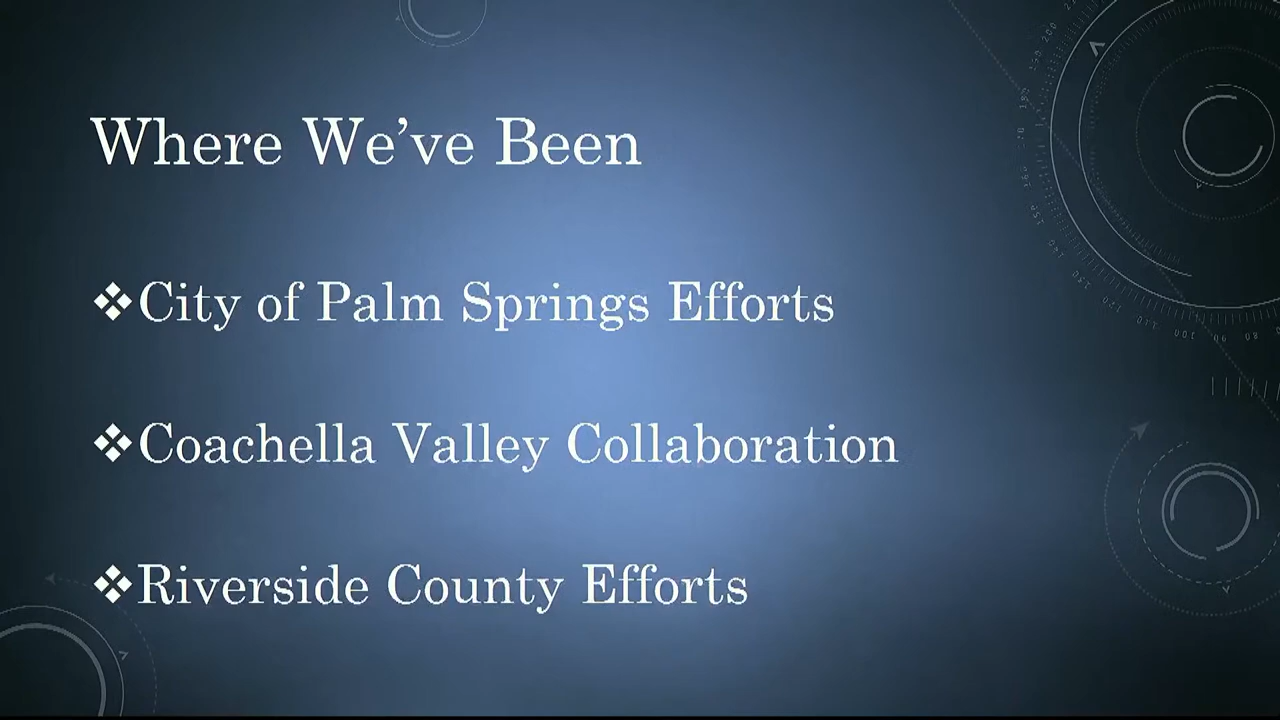 Where We’ve Been
❖City of Palm Springs Efforts
❖Coachella Valley Collaboration
❖Riverside County Efforts